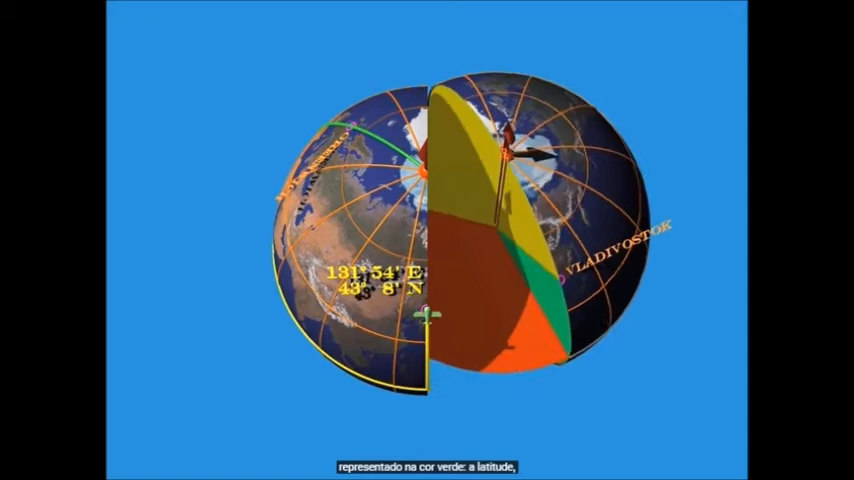 VLADIVOSTOK
131° 54' E
43° 8' N
representado na cor verde: a latitude,